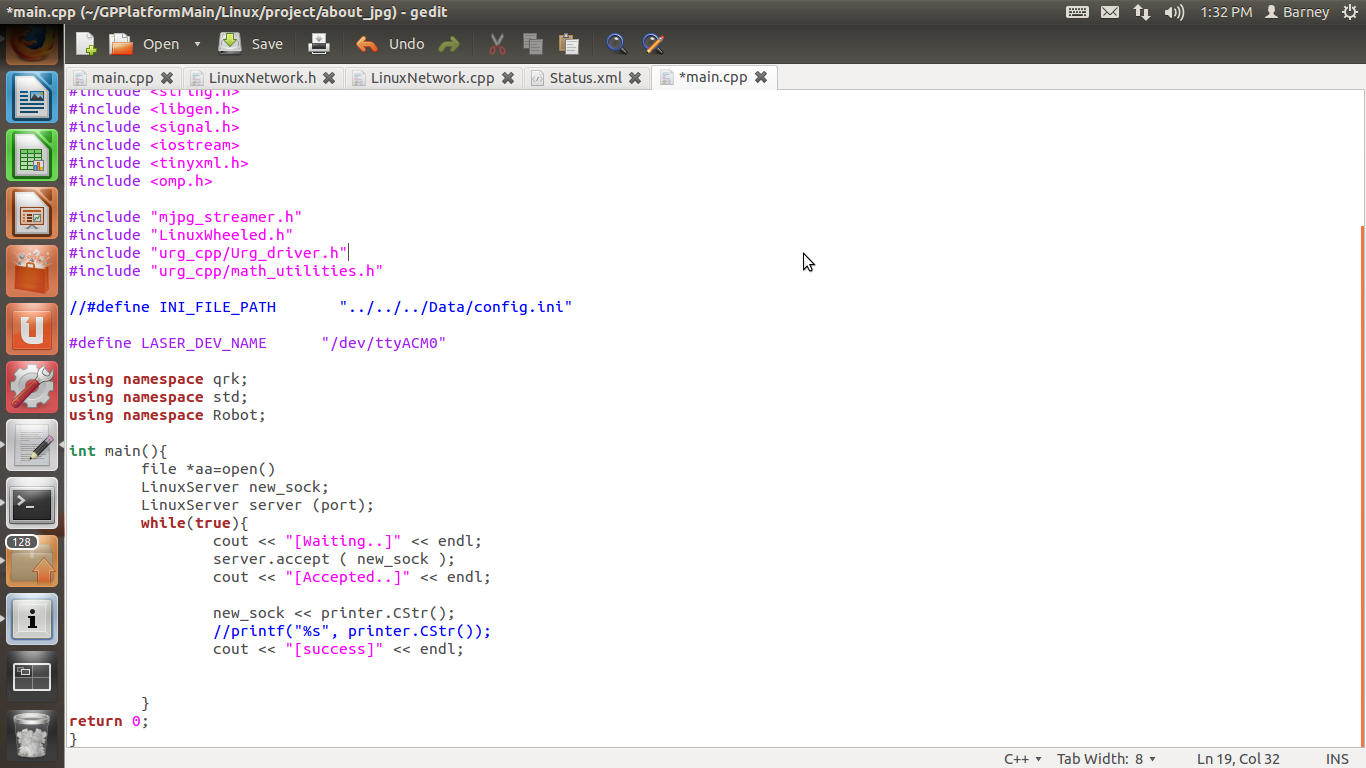 *main.cpp (~/GPPlatformMain/Linux/project/about_jpg) - gedit
1:32 PM Barney
Open Save Undo
main.cpp LinuxNetwork.h LinuxNetwork.cpp Status.xml *main.cpp
#include <string.h>
#include <libgen.h>
#include <signal.h>
#include <iostream>
#include <tinyxml.h>
#include <omp.h>
#include "mjpg_streamer.h"
#include "LinuxWheeled.h"
#include "urg_cpp/Urg_driver.h"
#include "urg_cpp/math_utilities.h"
//#define INI_FILE_PATH       "../../../Data/config.ini"
#define LASER_DEV_NAME      "/dev/ttyACM0"
using namespace qrk;
using namespace std;
using namespace Robot;
int main(){
file *aa=open()
LinuxServer new_sock;
LinuxServer server (port);
while(true){
cout << "[Waiting..]" << endl;
server.accept ( new_sock );
cout << "[Accepted..]" << endl;
new_sock << printer.CStr();
//printf("%s", printer.CStr());
cout << "[success]" << endl;
}
return 0;
}
128
C++ Tab Width: 8 Ln 19, Col 32 INS